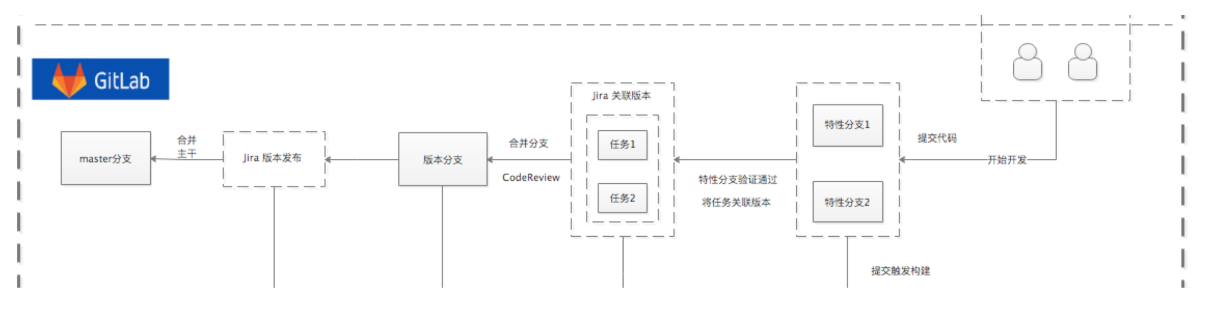 GitLab
Jira 关联版本
特性分支1
任务1
提交代码
合并
主干
合并分支
master分支
Jira 版本发布
版本分支
开始开发
CodeReview
特性分支验证通过
任务2
将任务关联版本
特性分支2
提交触发构建